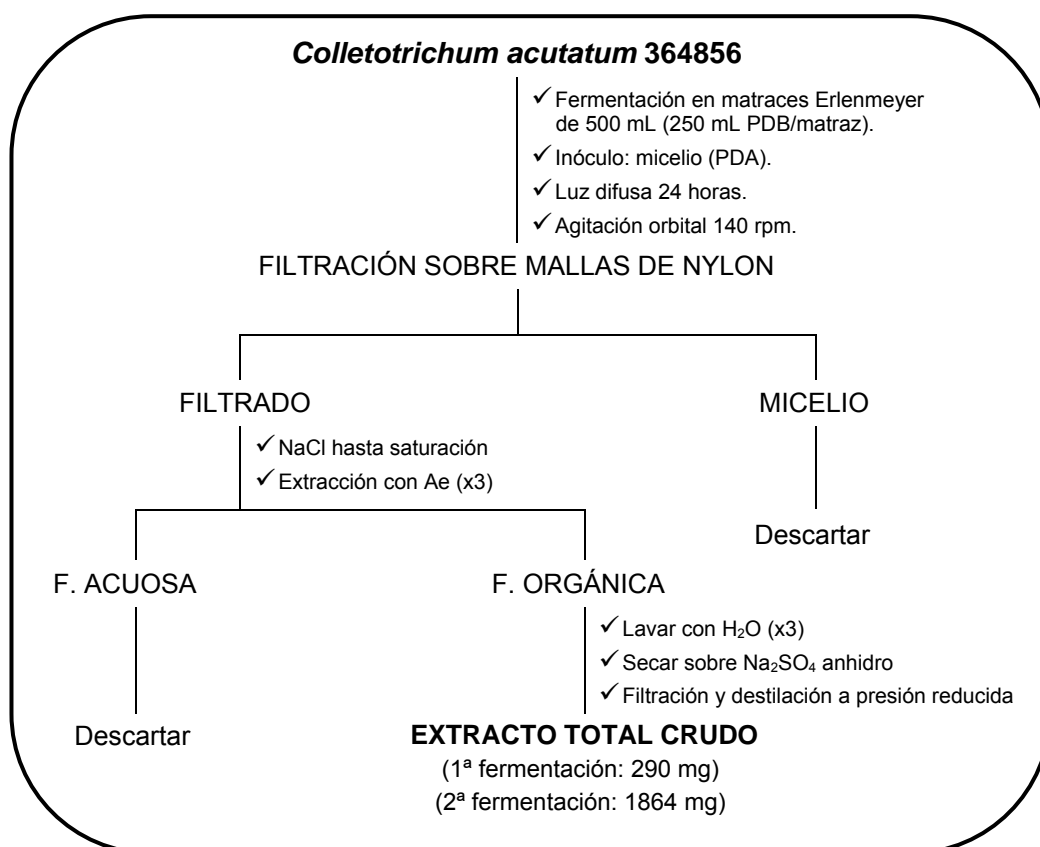 Colletotrichum acutatum 364856
✓ Fermentación en matraces Erlenmeyer
de 500 mL (250 mL PDB/matraz).
✓ Inóculo: micelio (PDA).
✓ Luz difusa 24 horas.
✓ Agitación orbital 140 rpm.
FILTRACIÓN SOBRE MALLAS DE NYLON
FILTRADO
MICELIO
✓ NaCl hasta saturación
✓ Extracción con Ae (x3)
Descartar
F. ACUOSA
F. ORGÁNICA
✓ Lavar con H₂O (x3)
✓ Secar sobre Na₂SO₄ anhidro
✓ Filtración y destilación a presión reducida
Descartar
EXTRACTO TOTAL CRUDO
(1ª fermentación: 290 mg)
(2ª fermentación: 1864 mg)